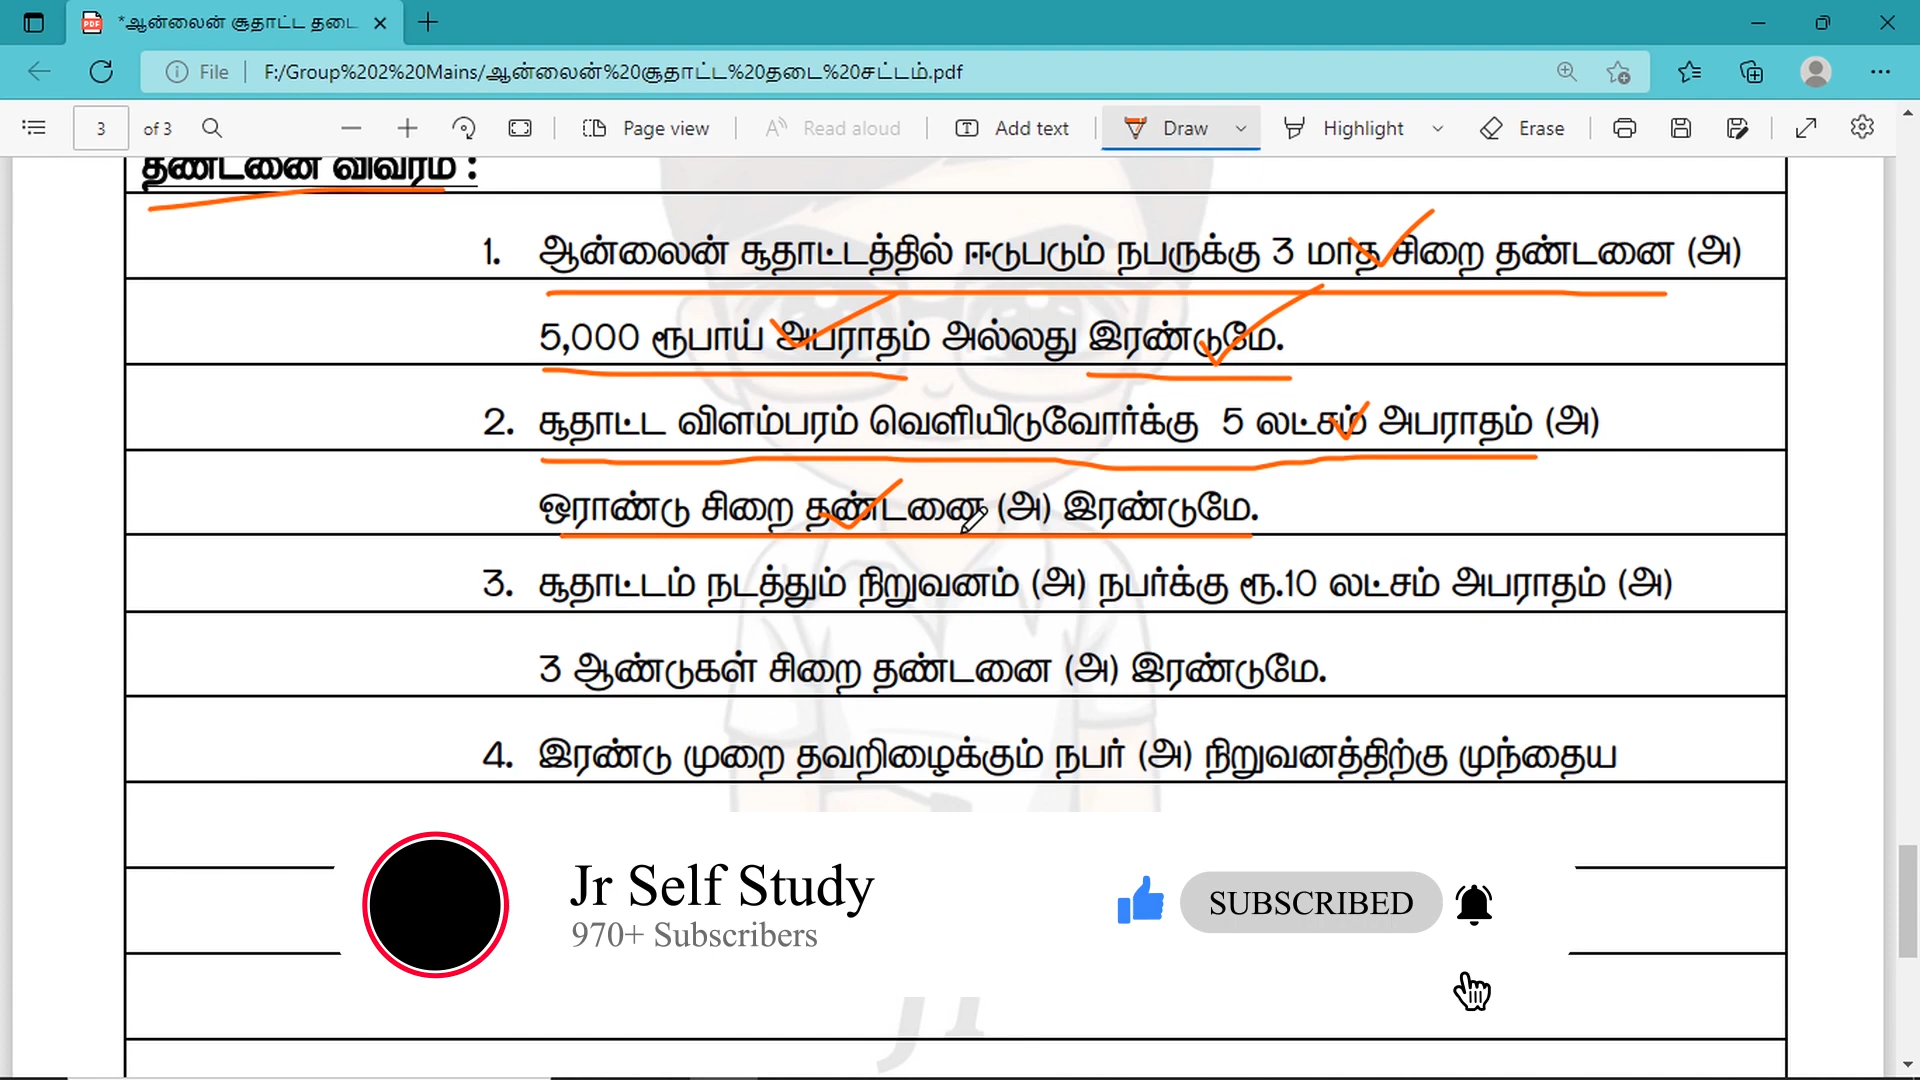 *ஆன்லைன் சூதாட்ட தடை
File F:/Group%202%20Mains/ஆன்லைன்%20சூதாட்ட%20தடை%20சட்டம்.pdf
3 of 3 Page view Read aloud Add text Draw Highlight Erase
தண்டனை விவரம் :
1. ஆன்லைன் சூதாட்டத்தில் ஈடுபடும் நபருக்கு 3 மாத சிறை தண்டனை (அ)
5,000 ரூபாய் அபராதம் அல்லது இரண்டுமே.
2. சூதாட்ட விளம்பரம் வெளியிடுவோர்க்கு 5 லட்சம் அபராதம் (அ)
ஓராண்டு சிறை தண்டனை (அ) இரண்டுமே.
3. சூதாட்டம் நடத்தும் நிறுவனம் (அ) நபர்க்கு ரூ.10 லட்சம் அபராதம் (அ)
3 ஆண்டுகள் சிறை தண்டனை (அ) இரண்டுமே.
4. இரண்டு முறை தவறிழைக்கும் நபர் (அ) நிறுவனத்திற்கு முந்தைய
Jr Self Study
970+ Subscribers
SUBSCRIBED